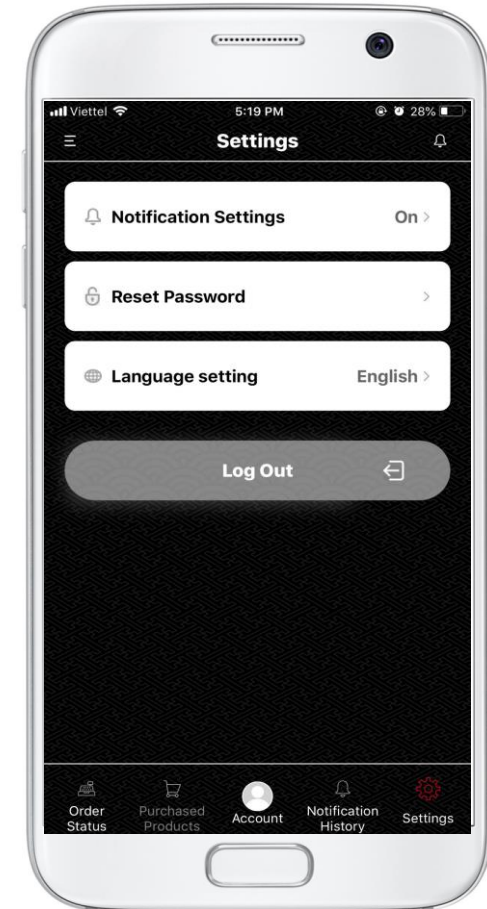 Viettel 5:19 PM 28%
Settings
Notification Settings On
Reset Password
Language setting English
Log Out
Order Status
Purchased Products
Account
Notification History
Settings